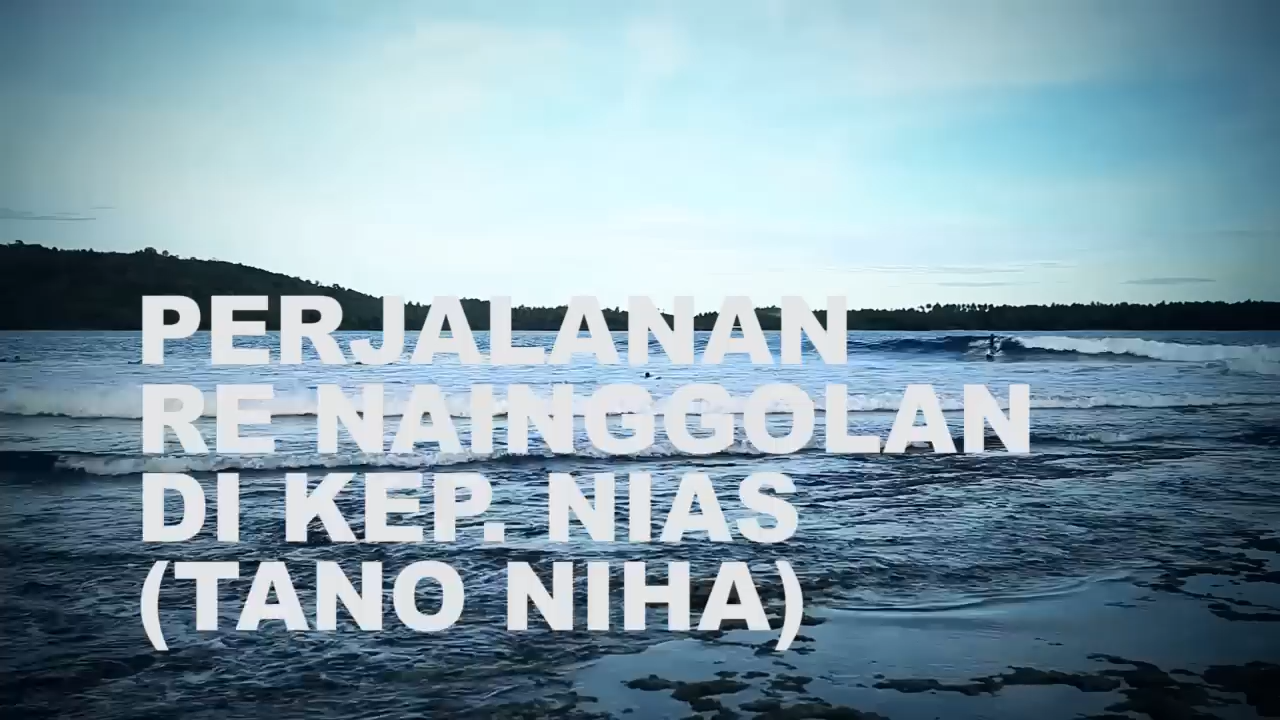 PERJALANAN
RE NAINGGOLAN
DI KEP. NIAS
(TANO NIHA)